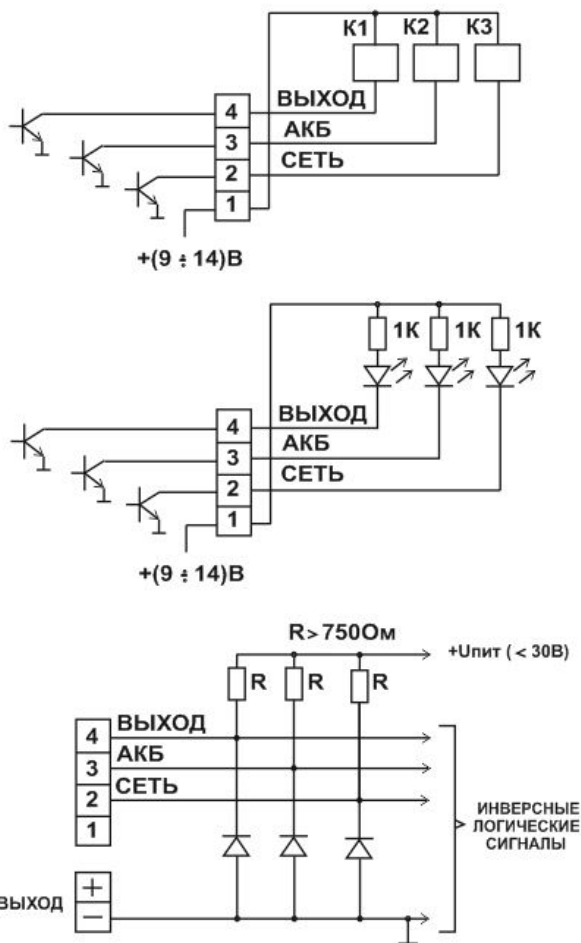 К1 К2 К3
4 ВЫХОД
3 АКБ
2 СЕТЬ
1
+(9 ÷ 14)В
1К 1К 1К
4 ВЫХОД
3 АКБ
2 СЕТЬ
1
+(9 ÷ 14)В
R>750Ом
+Uпит (< 30В)
R R R
4 ВЫХОД
3 АКБ
2 СЕТЬ
1
ИНВЕРСНЫЕ
ЛОГИЧЕСКИЕ
СИГНАЛЫ
ВЫХОД
+
−